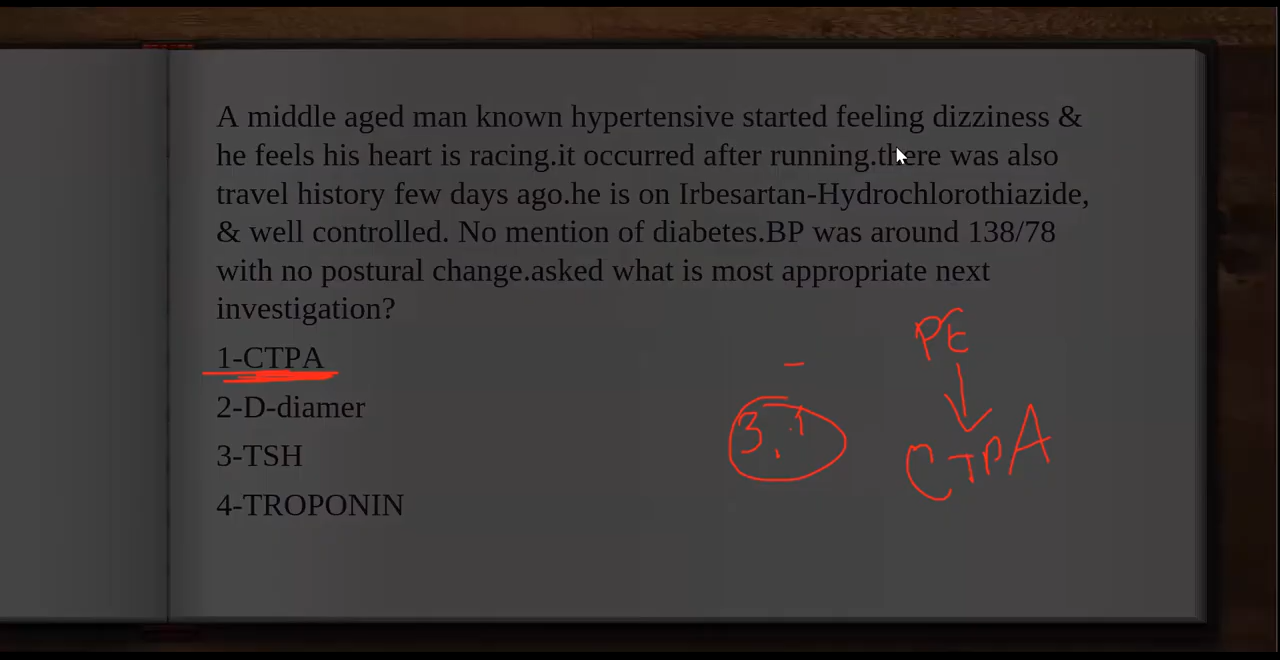 A middle aged man known hypertensive started feeling dizziness &
he feels his heart is racing.it occurred after running.there was also
travel history few days ago.he is on Irbesartan-Hydrochlorothiazide,
& well controlled. No mention of diabetes.BP was around 138/78
with no postural change.asked what is most appropriate next
investigation?
PE
1-CTPA
2-D-diamer
CTPA
3-TSH
4-TROPONIN